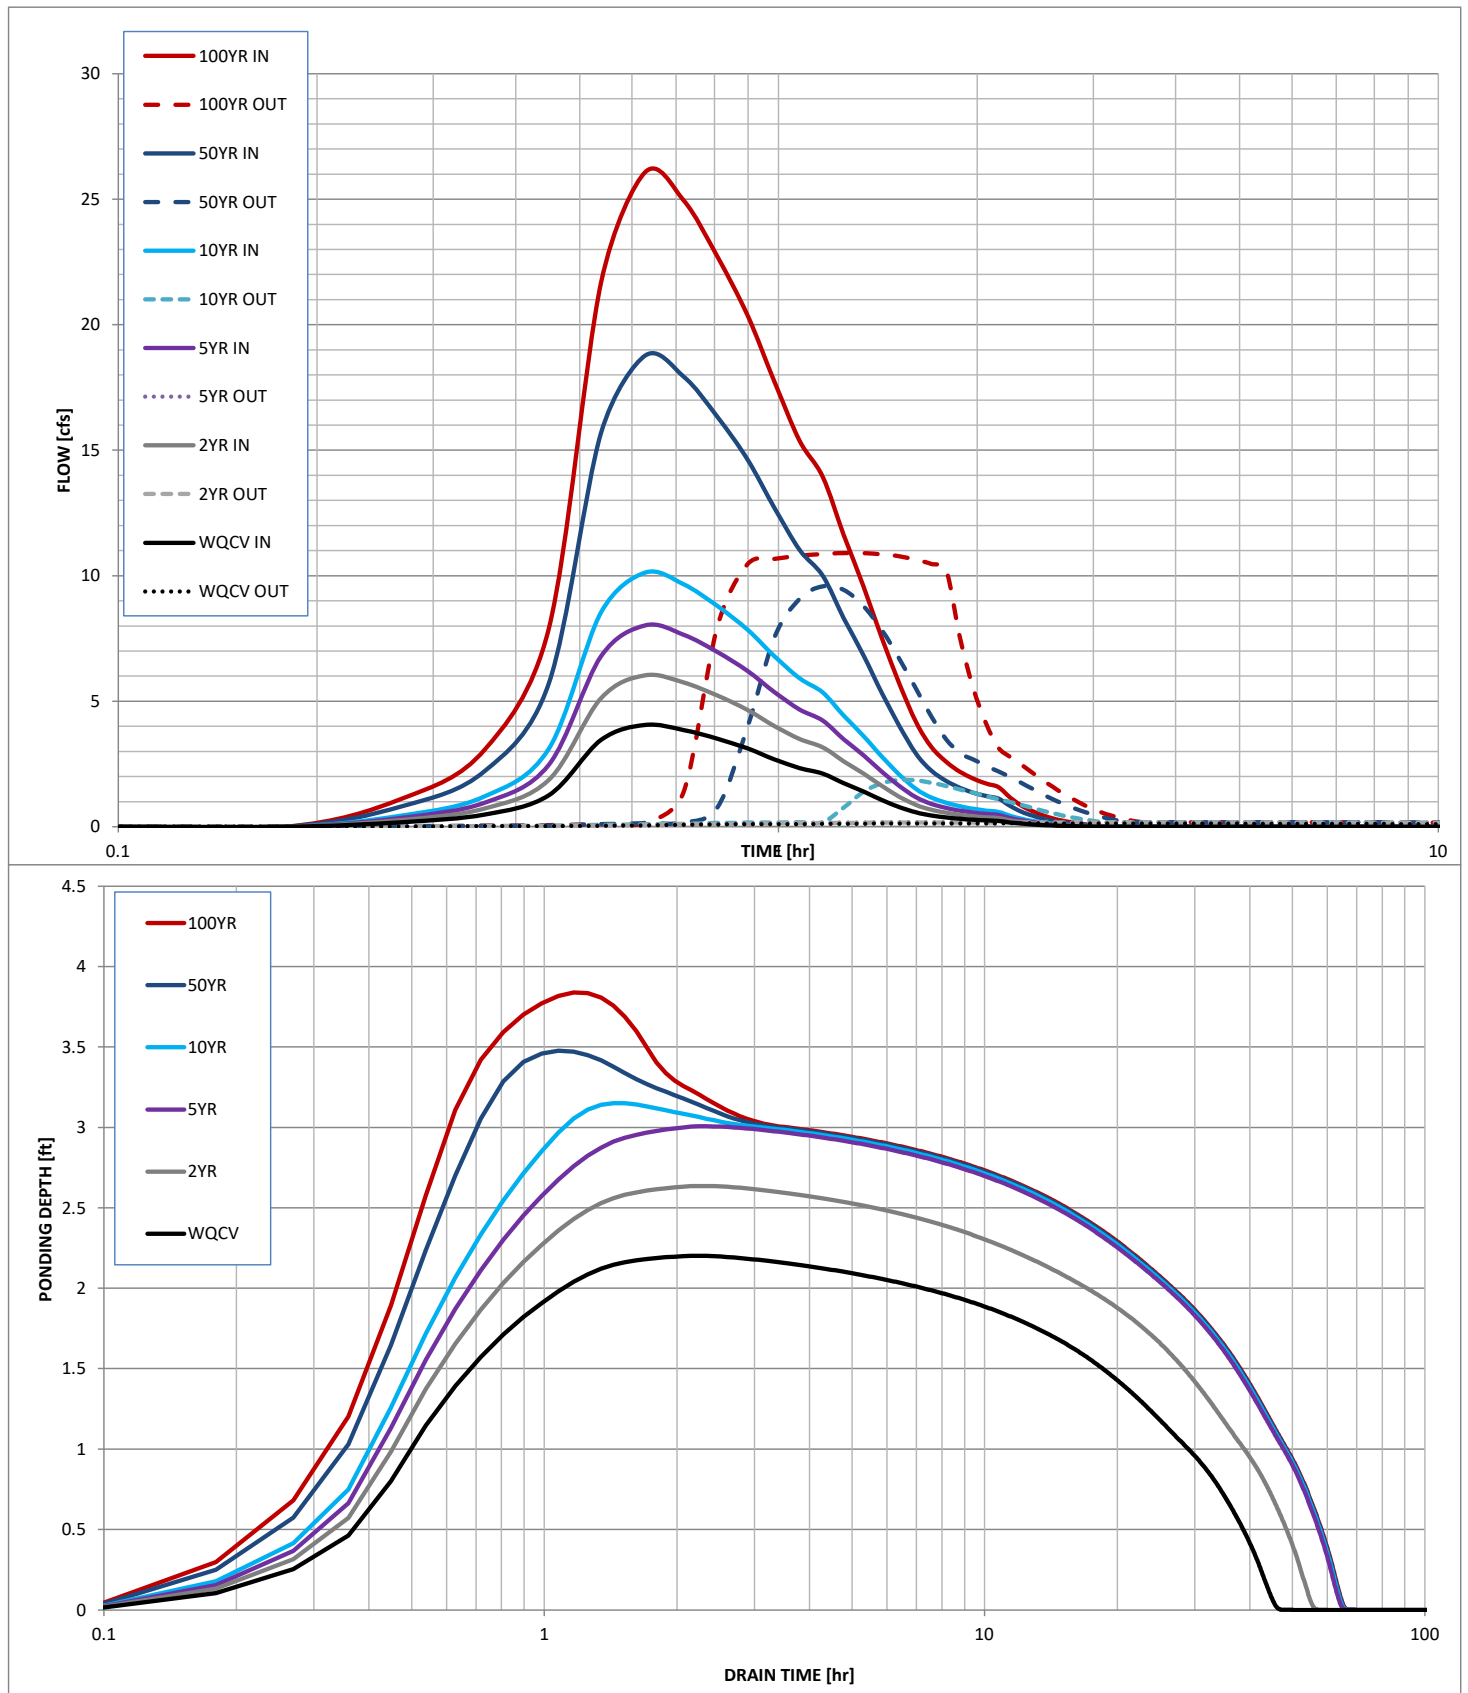 100YR IN
100YR OUT
50YR IN
50YR OUT
10YR IN
10YR OUT
5YR IN
5YR OUT
2YR IN
2YR OUT
WQCV IN
WQCV OUT
30
25
20
15
10
5
0
FLOW [cfs]
0.1
1
10
TIME [hr]
4.5
4
3.5
3
2.5
2
1.5
1
0.5
0
PONDING DEPTH [ft]
100YR
50YR
10YR
5YR
2YR
WQCV
0.1
1
10
100
DRAIN TIME [hr]